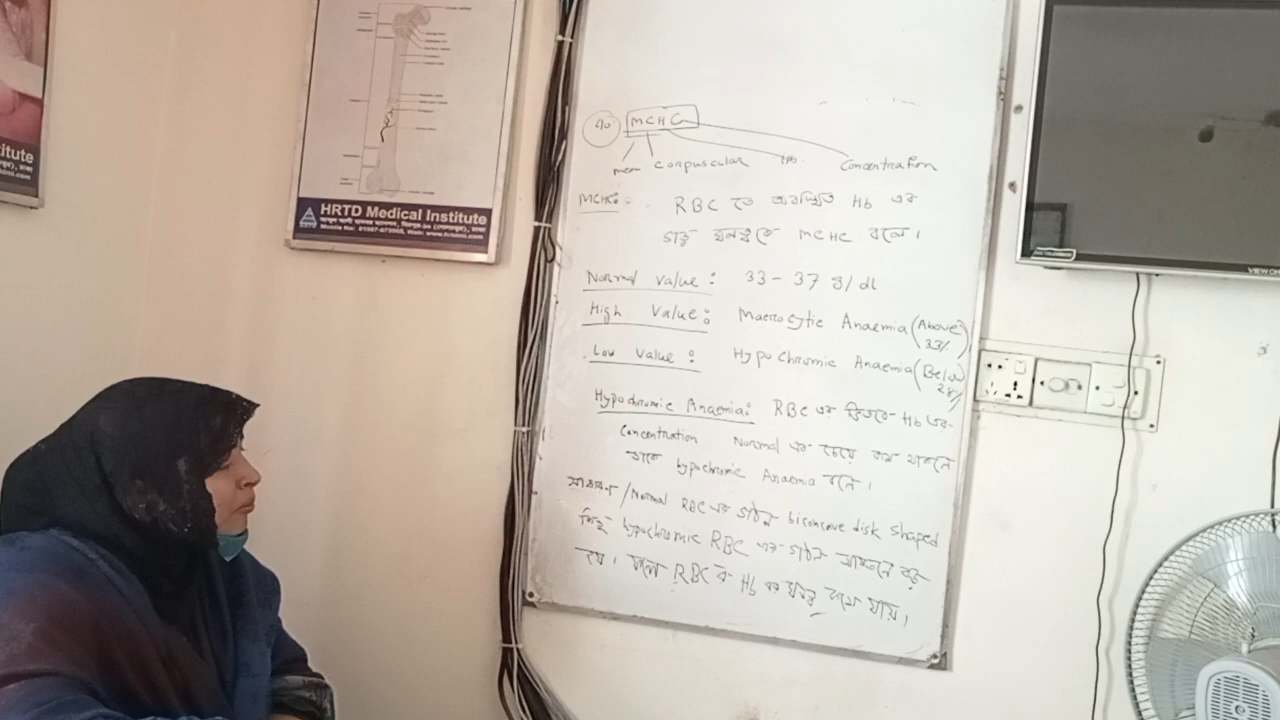 itute
HRTD Medical Institute
MCHC
mean corpuscular Hb Concentration
MCHC:- RBC তে অবস্থিত Hb এর
গড় ঘনত্বকে MCHC বলে।
Normal value: 33-37 g/dl
High Value: Macrocytic Anaemia (Above 33%)
Low Value: Hypochromic Anaemia (Below
Hypochromic Anaemia: RBC এর ভিতরে Hb এর
Concentration Normal এর চেয়ে কম থাকলে
তাকে hypochromic Anaemia বলে।
সাধারণ/Normal RBC এর গঠন biconcave disk shaped
কিন্তু hypochromic RBC এর গঠন আকারে বড়
হয়। ফলে RBC র Hb এর ঘনত্ব কমে যায়।